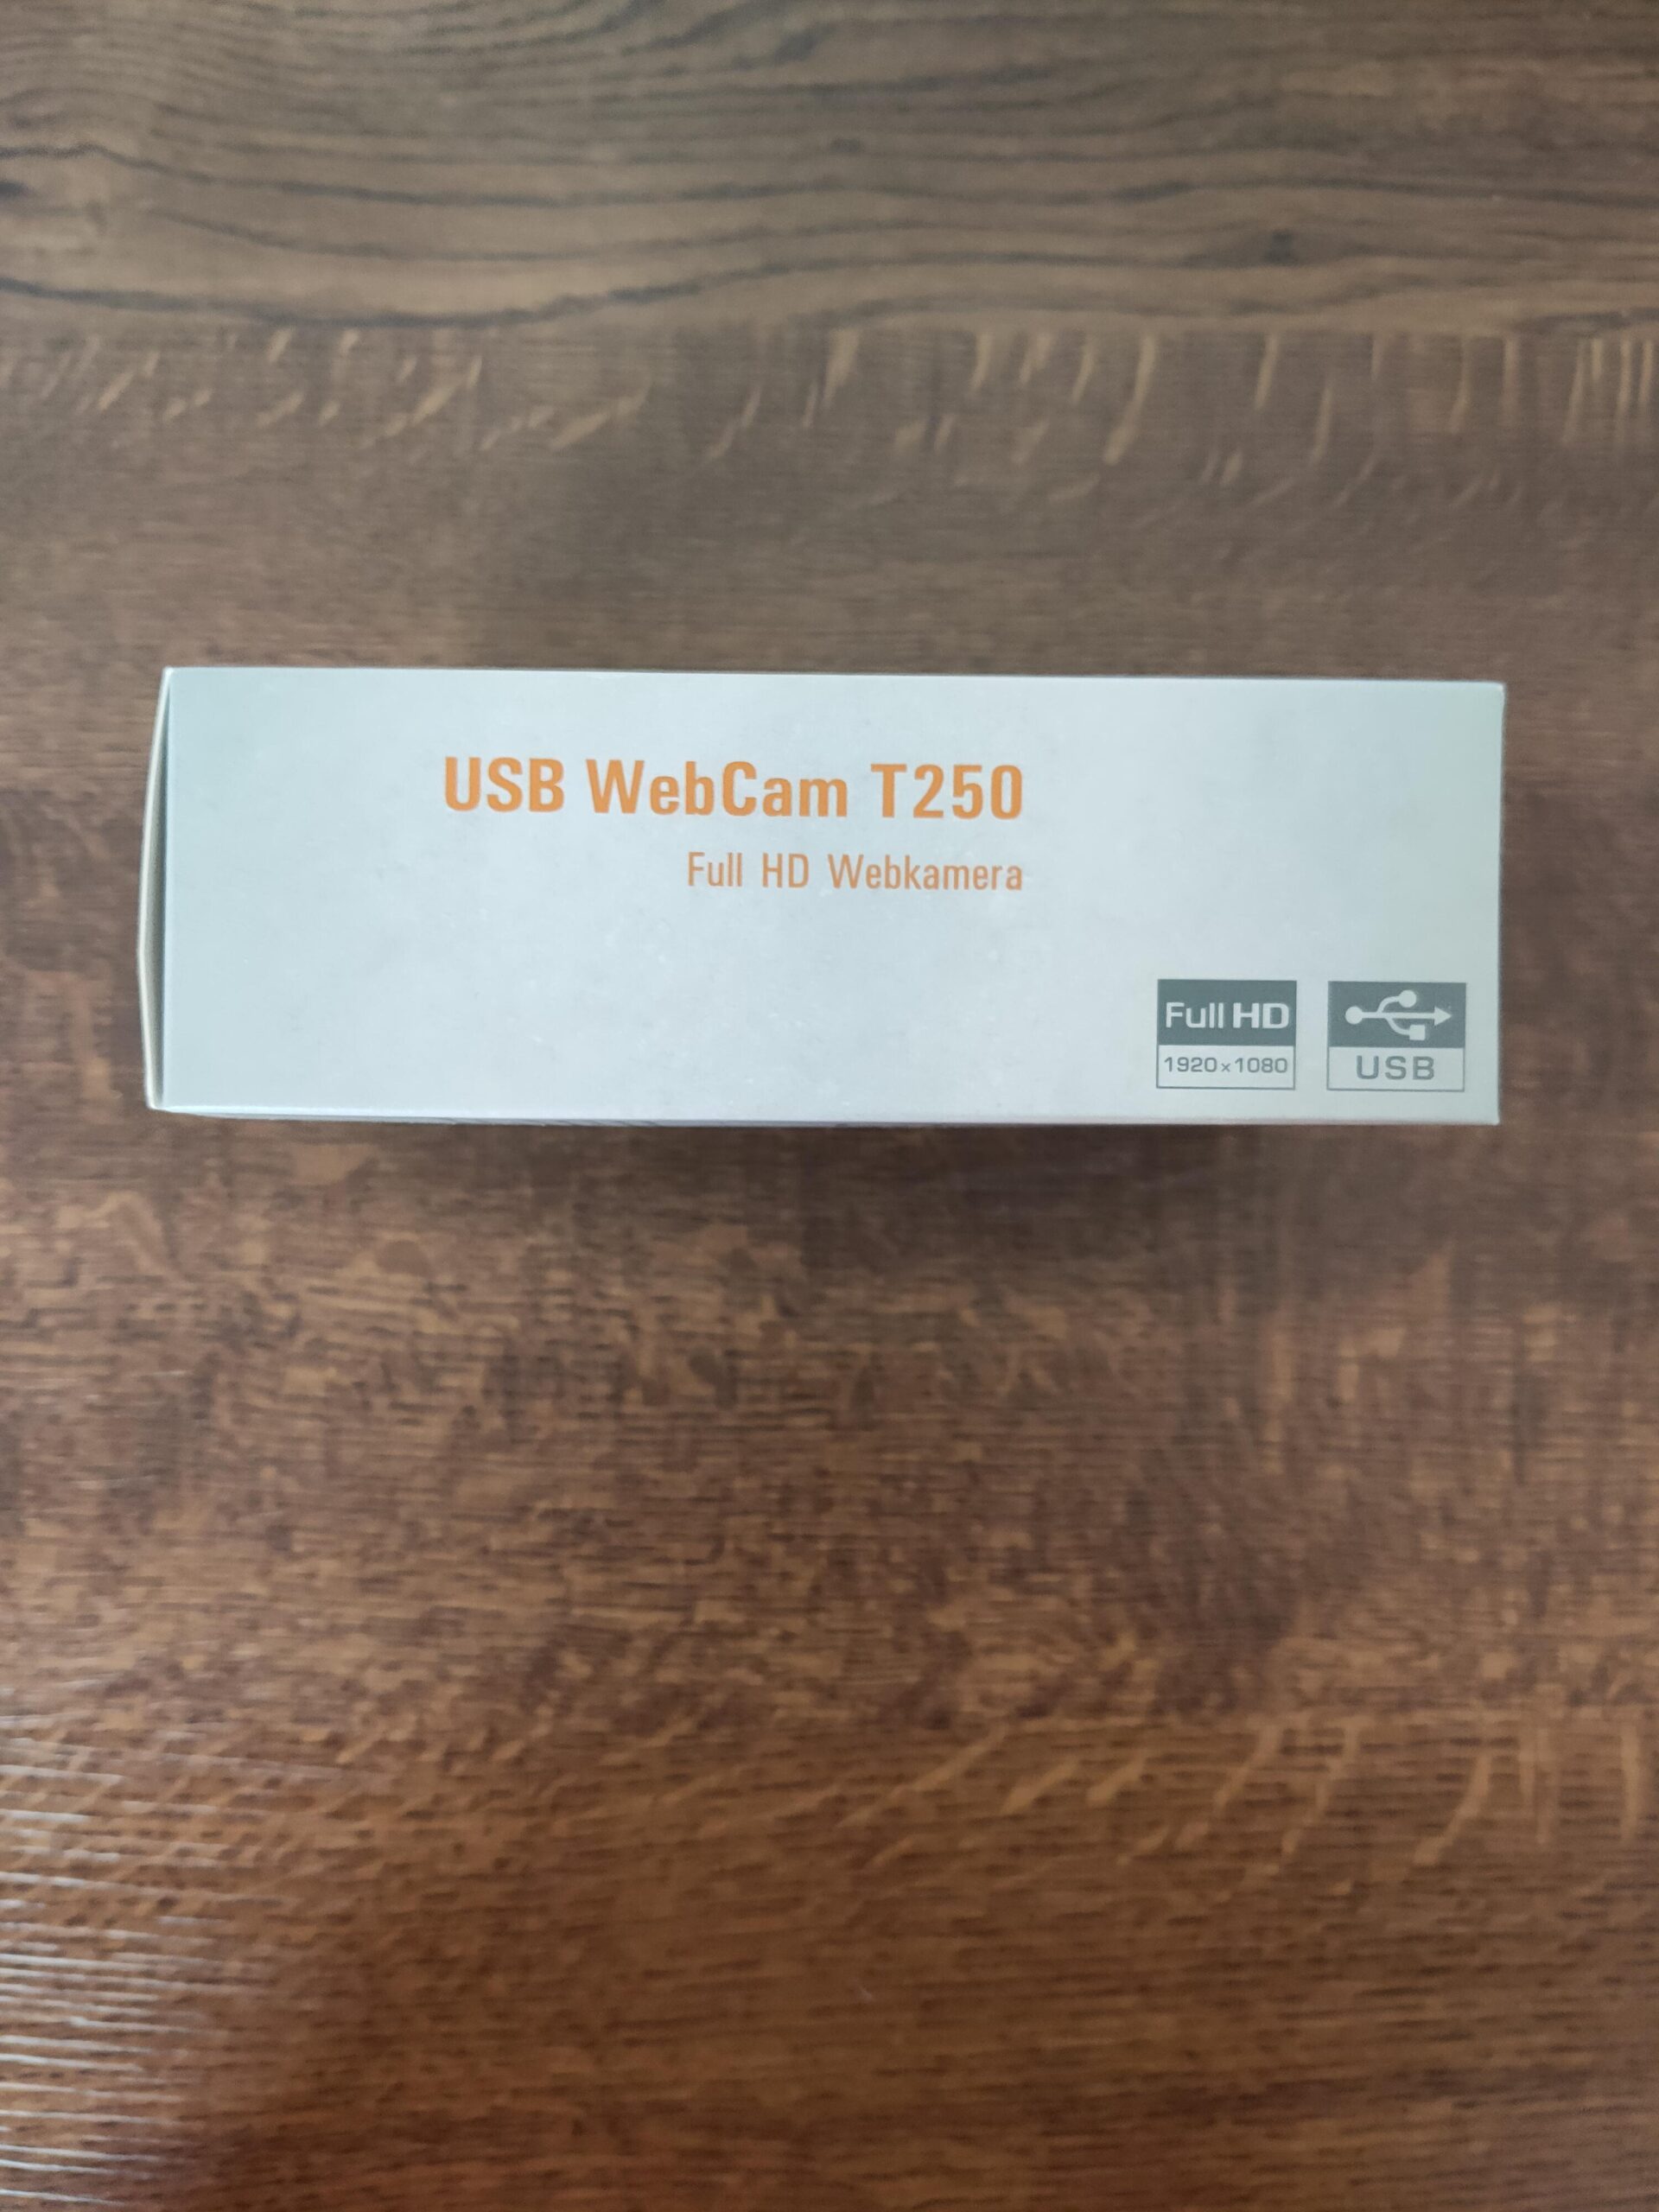 USB WebCam T250
Full HD Webkamera
Full HD
1920×1080
USB